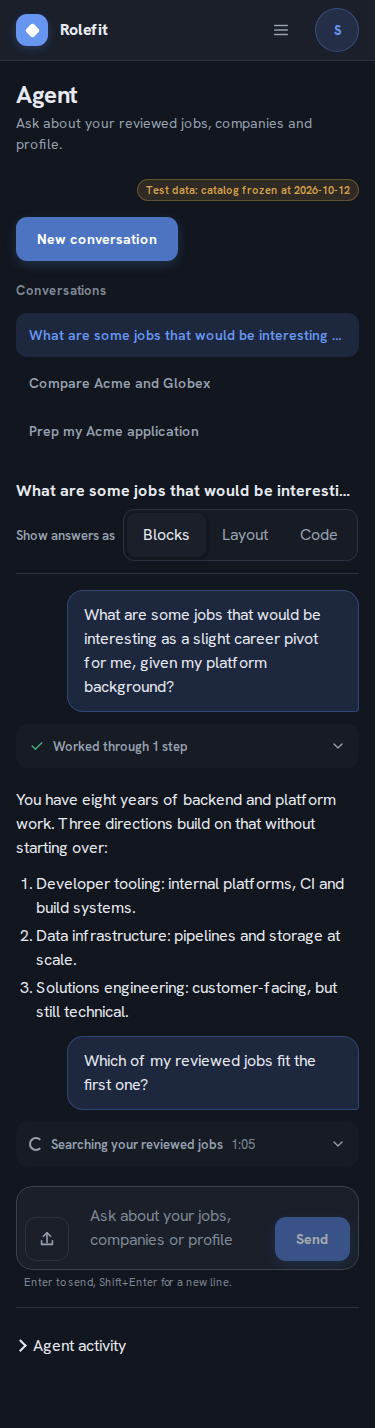 Rolefit
S
Agent
Ask about your reviewed jobs, companies and
profile.
Test data: catalog frozen at 2026-10-12
New conversation
Conversations
What are some jobs that would be interesting ...
Compare Acme and Globex
Prep my Acme application
What are some jobs that would be interesti...
Show answers as
Blocks
Layout
Code
What are some jobs that would be
interesting as a slight career pivot
for me, given my platform
background?
Worked through 1 step
You have eight years of backend and platform
work. Three directions build on that without
starting over:
1. Developer tooling: internal platforms, CI and
build systems.
2. Data infrastructure: pipelines and storage at
scale.
3. Solutions engineering: customer-facing, but
still technical.
Which of my reviewed jobs fit the
first one?
Searching your reviewed jobs 1:05
Ask about your jobs,
companies or profile
Send
Enter to send, Shift+Enter for a new line.
Agent activity